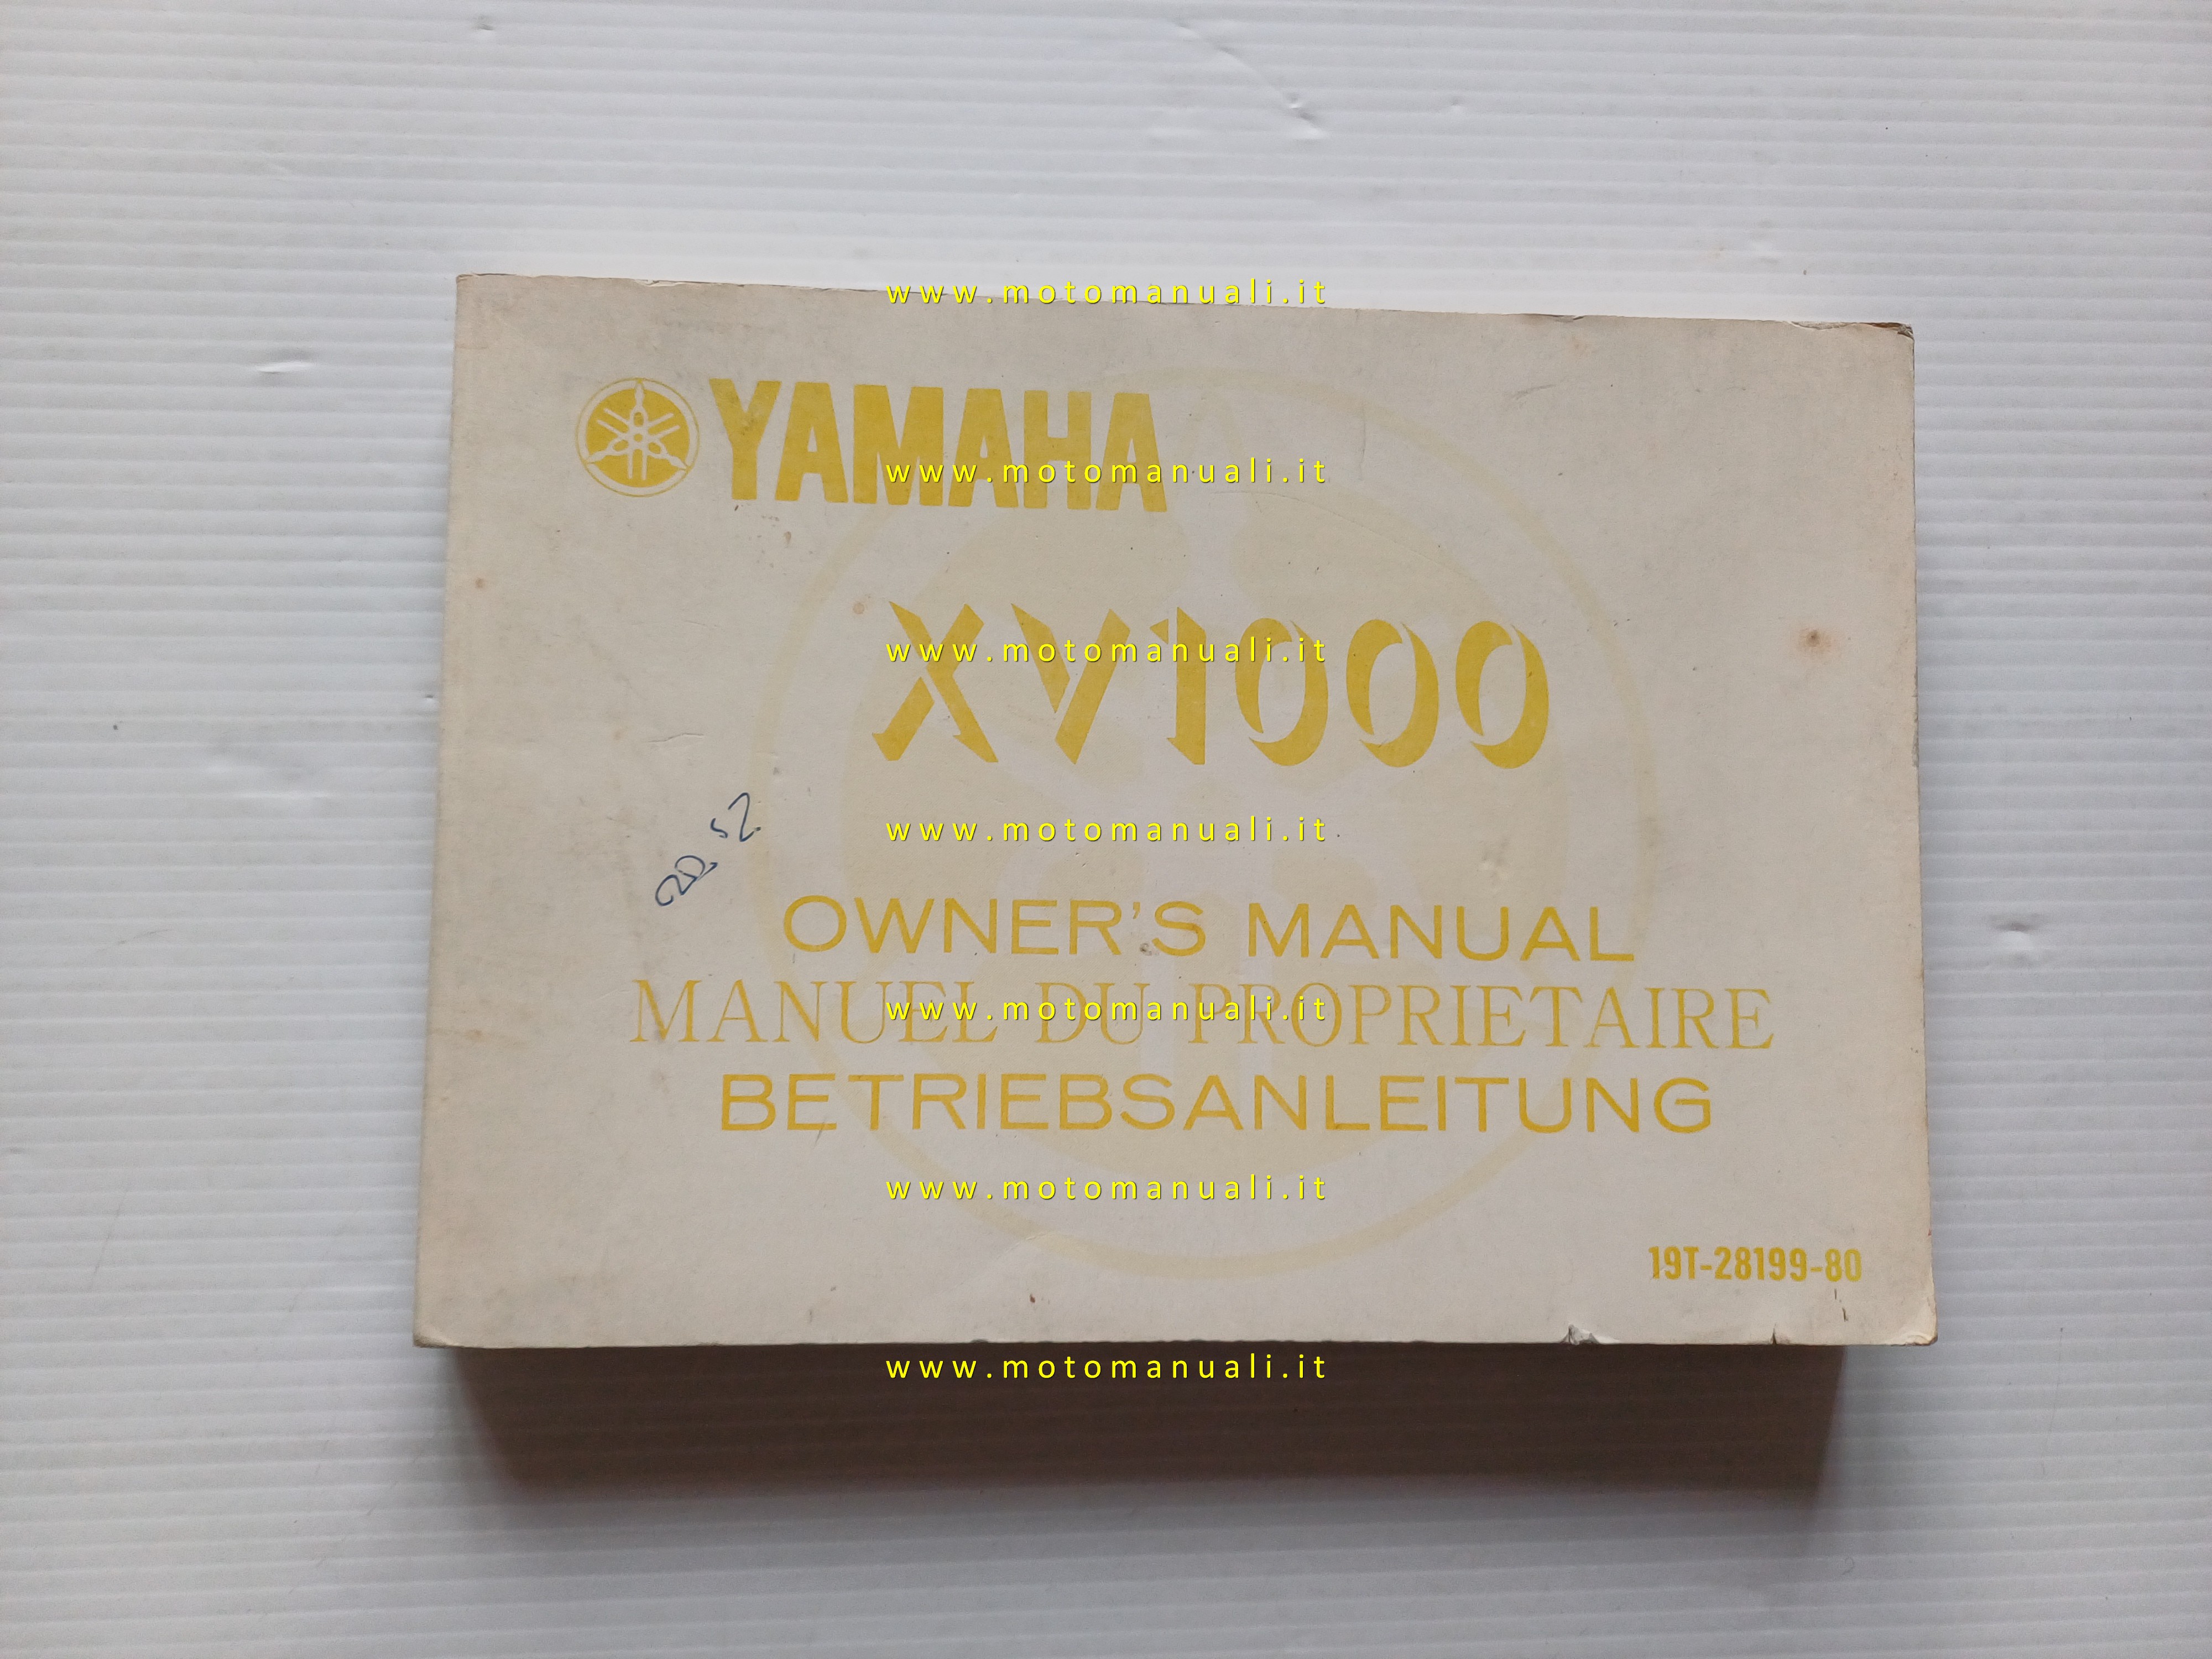 www.motomanuali.it
YAMAHA
www.motomanuali.it
XV1000
www.motomanuali.it
www.motomanuali.it
OWNER'S MANUAL
MANUEL DU PROPRIETAIRE
www.motomanuali.it
BETRIEBSANLEITUNG
www.motomanuali.it
19T-28199-80
www.motomanuali.it